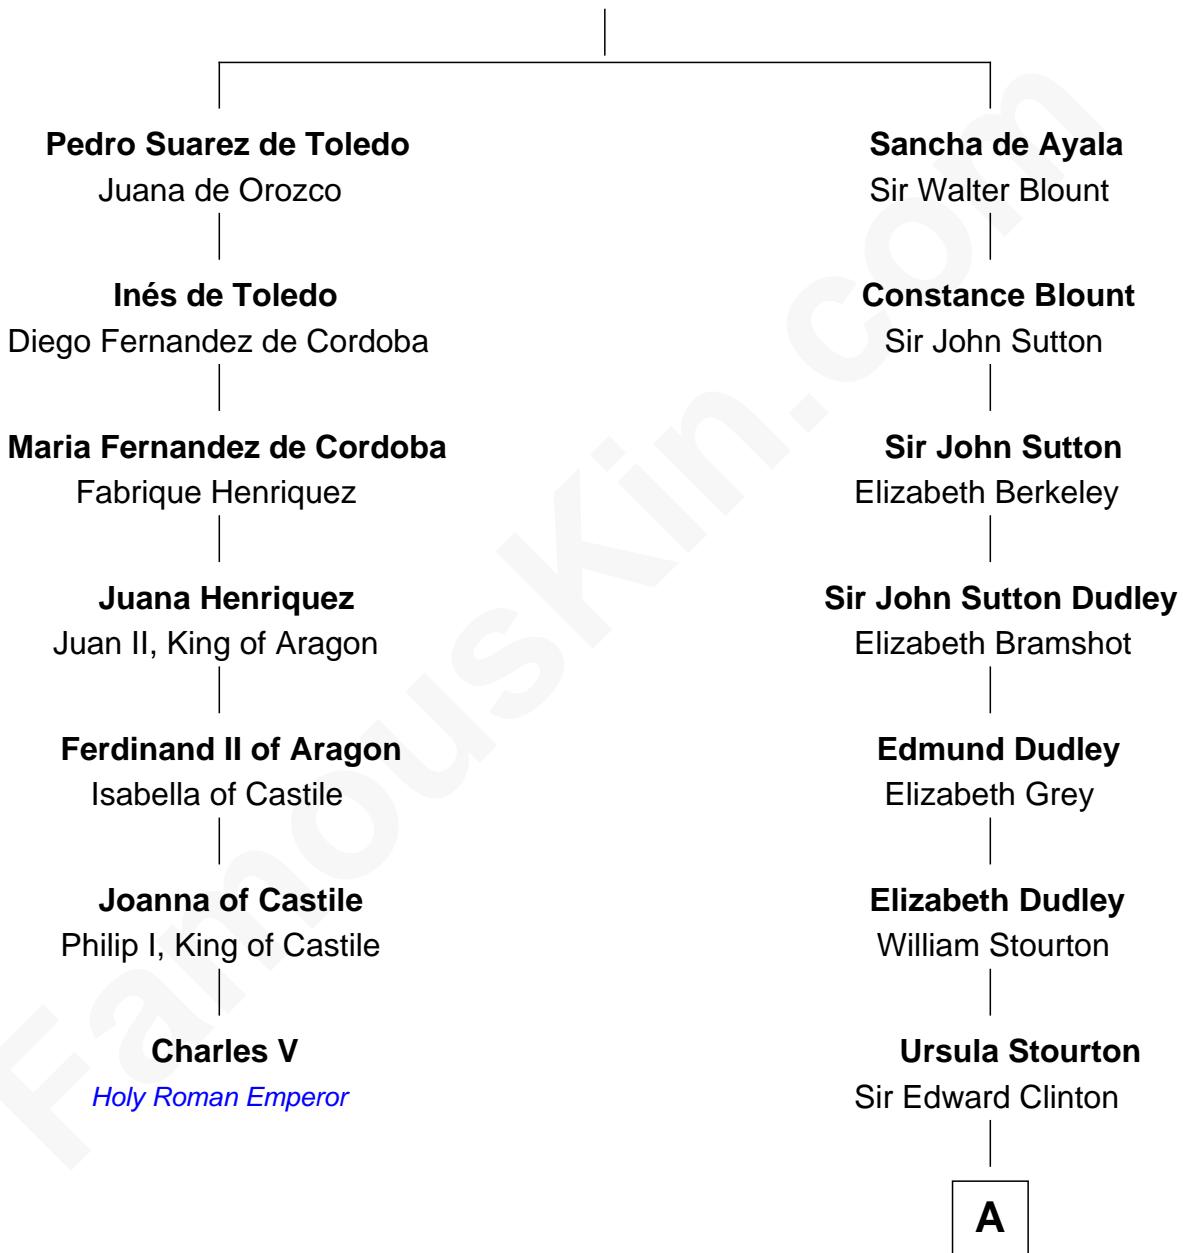 Pedro Suarez de Toledo
Juana de Orozco
Inés de Toledo
Diego Fernandez de Cordoba
Maria Fernandez de Cordoba
Fabrique Henriquez
Juana Henriquez
Juan II, King of Aragon
Ferdinand II of Aragon
Isabella of Castile
Joanna of Castile
Philip I, King of Castile
Charles V
Holy Roman Emperor
Sancha de Ayala
Sir Walter Blount
Constance Blount
Sir John Sutton
Sir John Sutton
Elizabeth Berkeley
Sir John Sutton Dudley
Elizabeth Bramshot
Edmund Dudley
Elizabeth Grey
Elizabeth Dudley
William Stourton
Ursula Stourton
Sir Edward Clinton
A
FamousKin.com